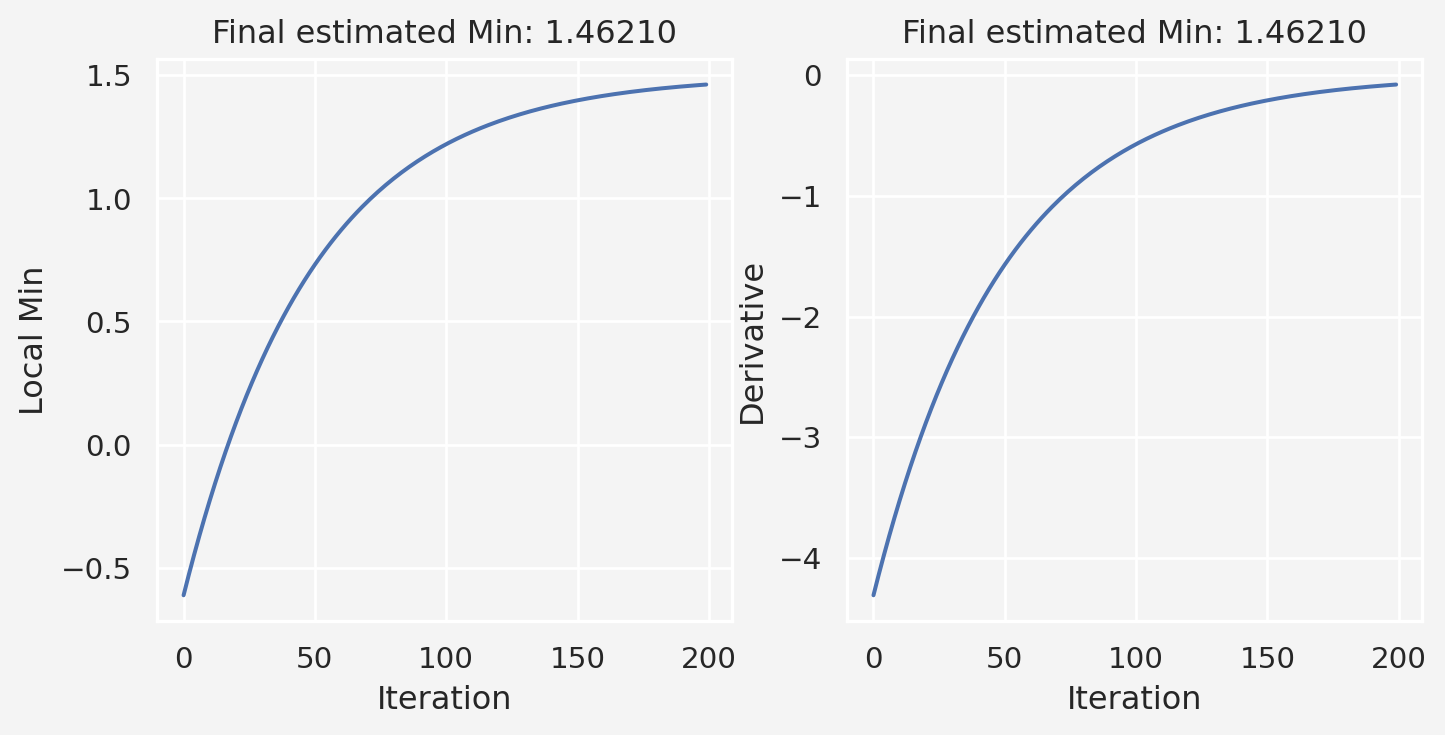 Final estimated Min: 1.46210
Local Min
1.5
1.0
0.5
0.0
−0.5
0 50 100 150 200
Iteration
Final estimated Min: 1.46210
Derivative
0
−1
−2
−3
−4
0 50 100 150 200
Iteration